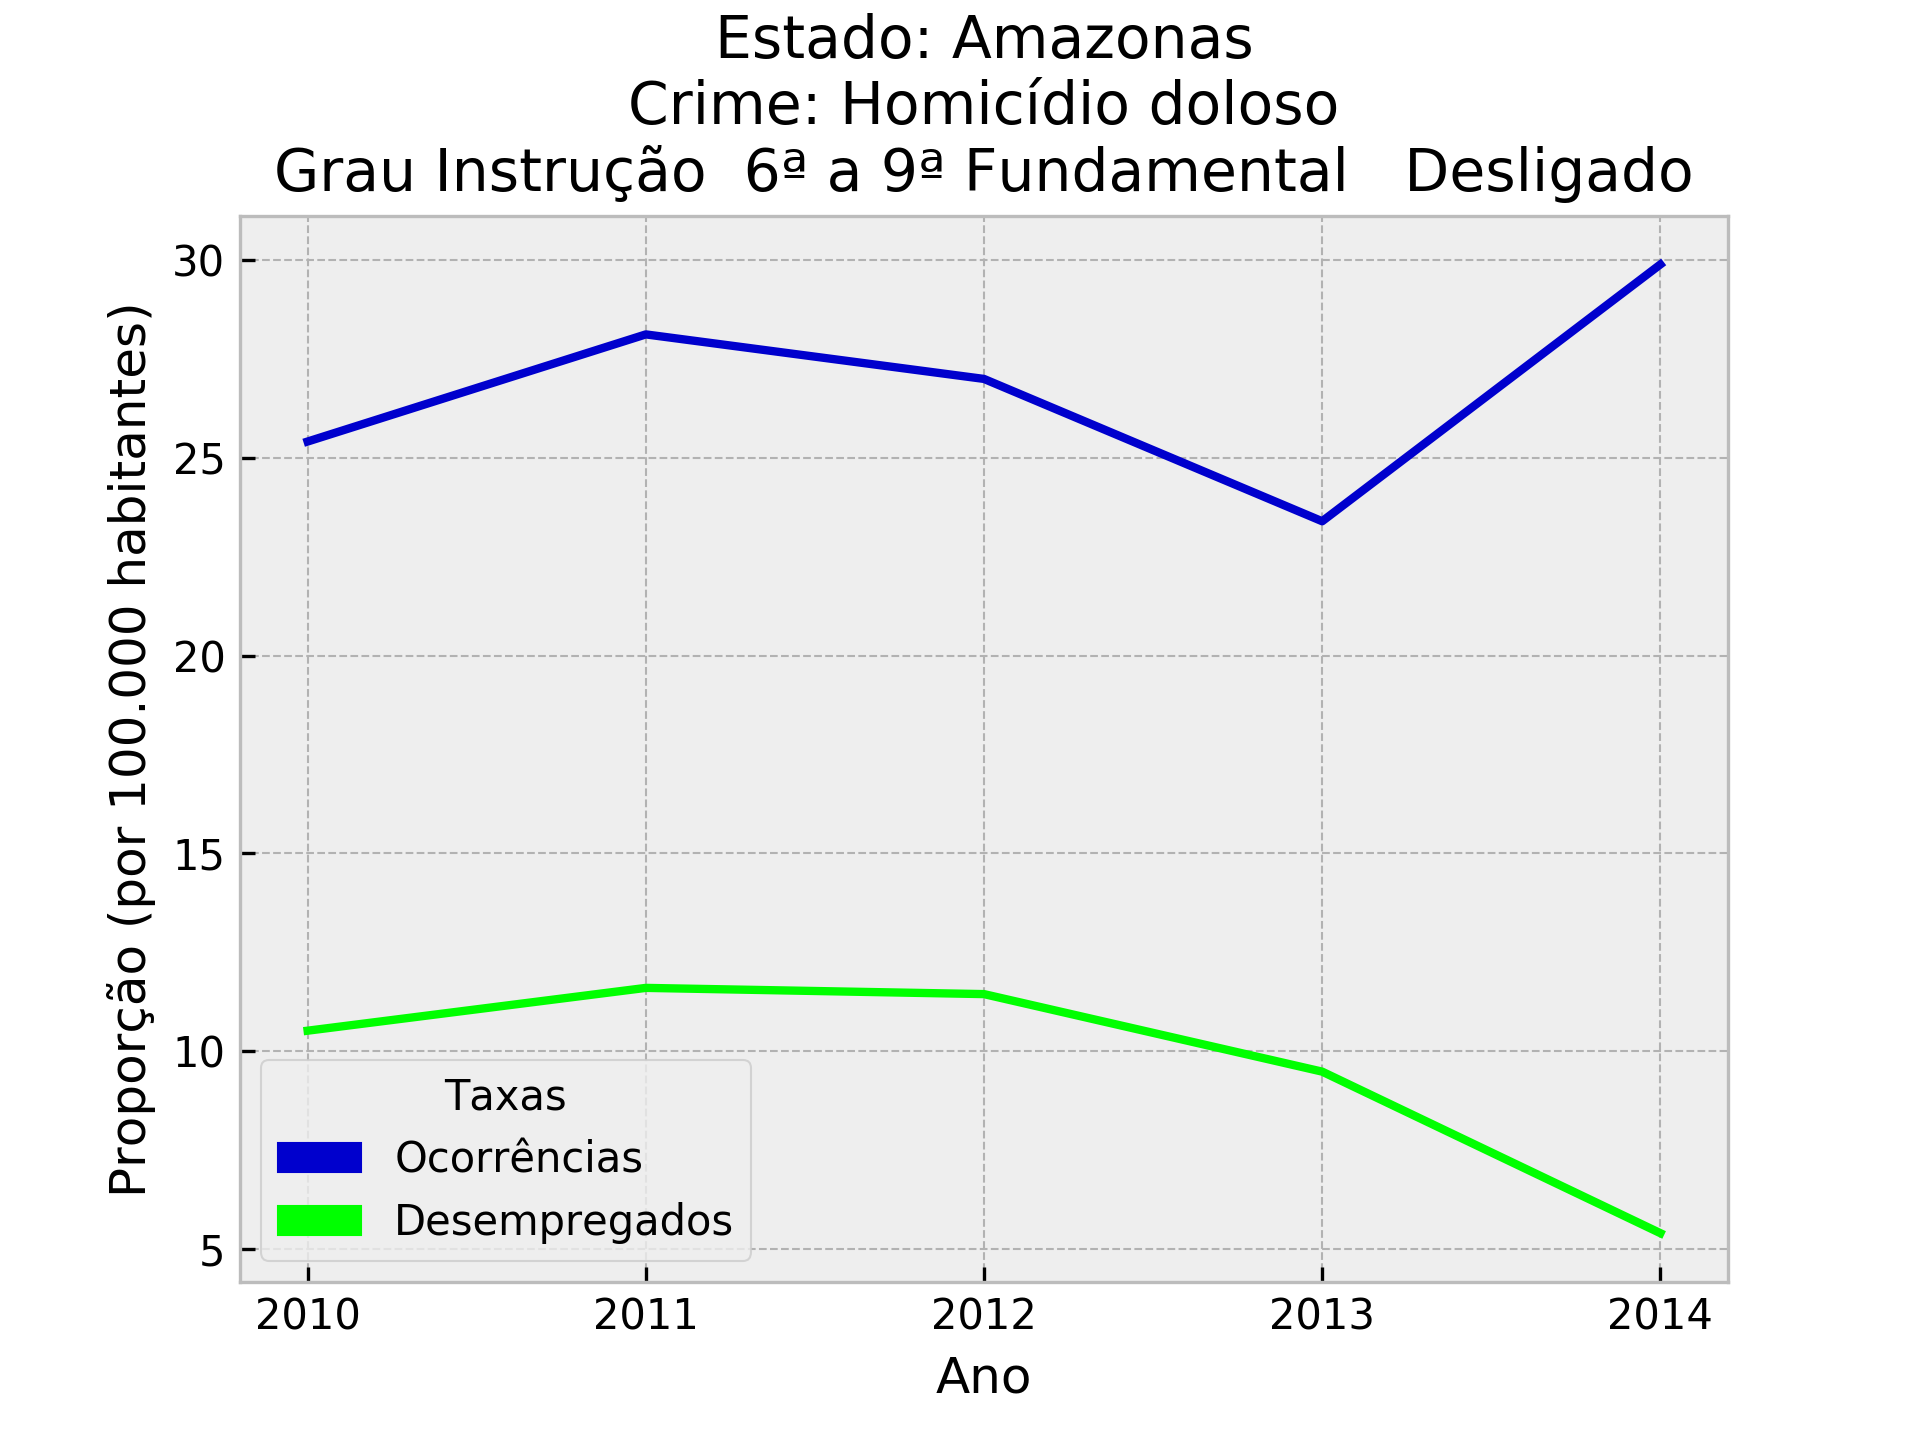 Estado: Amazonas
Crime: Homicídio doloso
Grau Instrução  6ª a 9ª Fundamental   Desligado
Proporção (por 100.000 habitantes)
30
25
20
15
10
5
Taxas
Ocorrências
Desempregados
2010 2011 2012 2013 2014
Ano